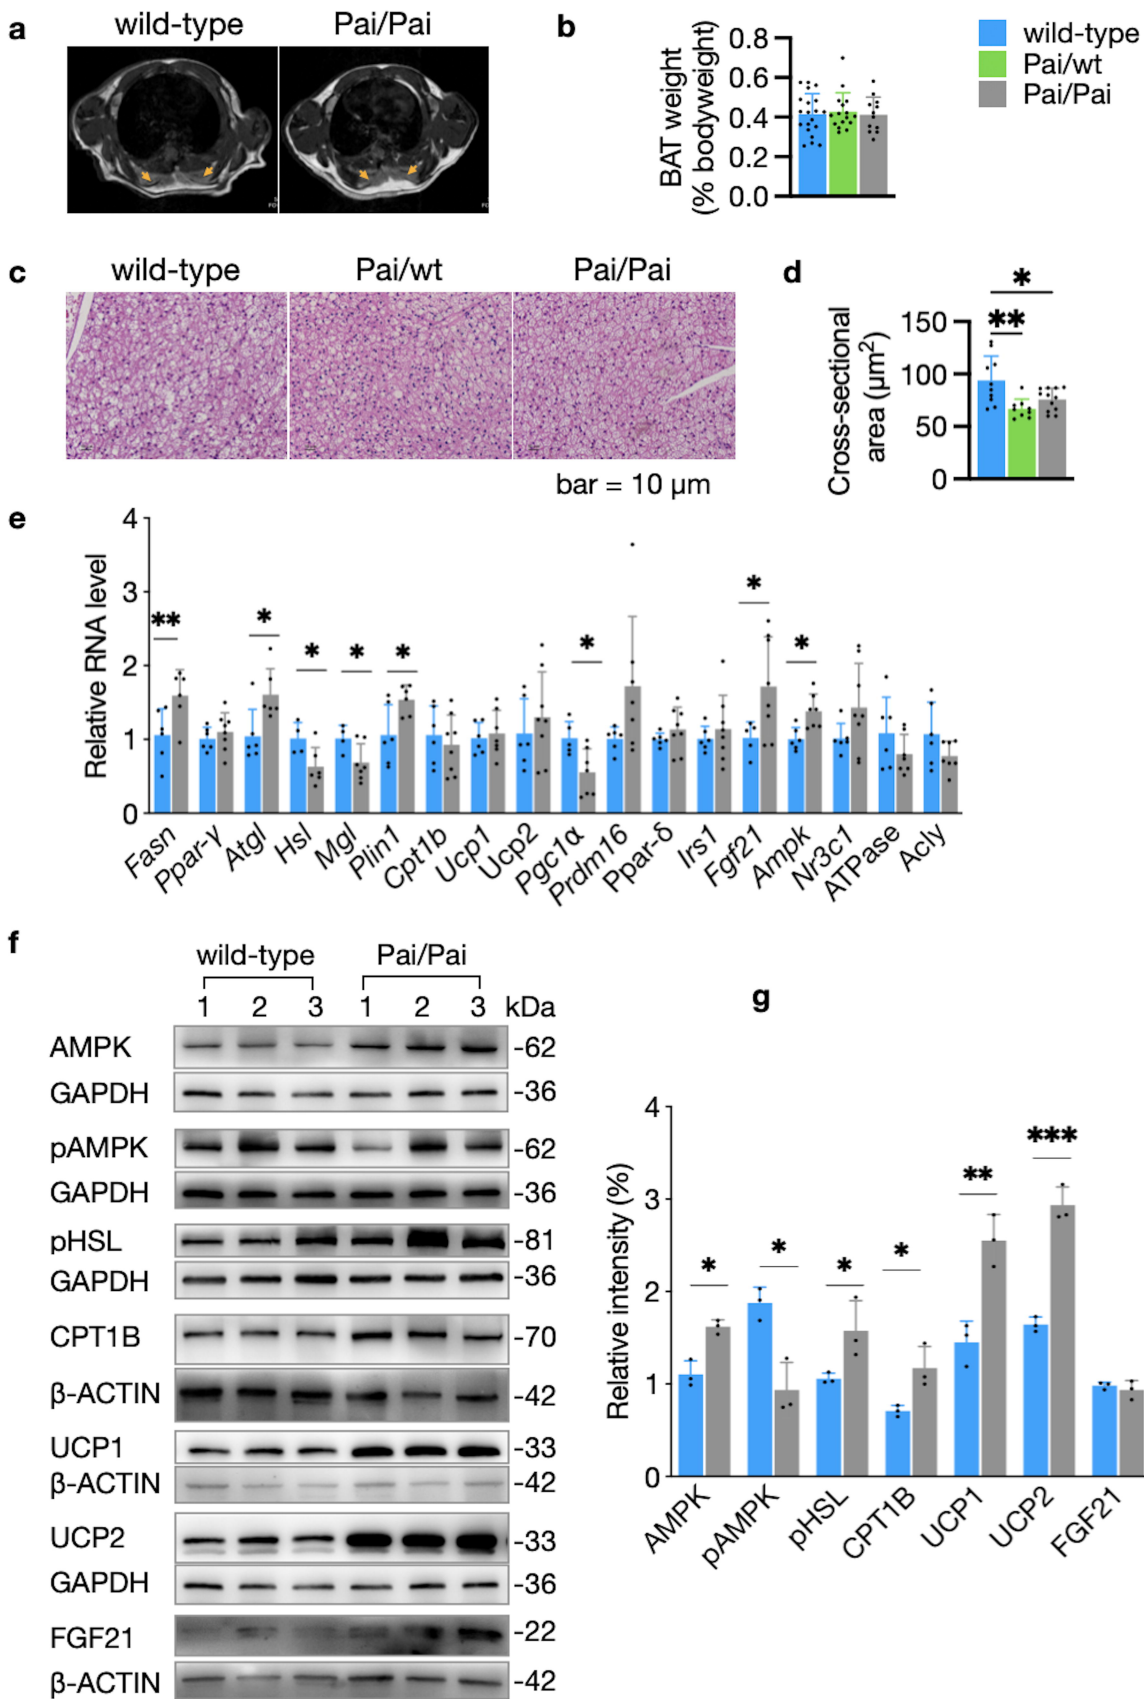 a
wild-type Pai/Pai
b
BAT weight
(% bodyweight)
0.8
0.6
0.4
0.2
0.0
wild-type
Pai/wt
Pai/Pai
c
wild-type Pai/wt Pai/Pai
bar = 10 µm
d
Cross-sectional
area (µm²)
150
100
50
0
*
**
e
Relative RNA level
4
3
2
1
0
** * * * * * * *
Fasn Ppar-γ Atgl Hsl Mgl Plin1 Cpt1b Ucp1 Ucp2 Pgc1α Prdm16 Ppar-δ Irs1 Fgf21 Ampk Nr3c1 ATPase Acly
f
wild-type Pai/Pai
1 2 3 1 2 3 kDa
AMPK -62
GAPDH -36
pAMPK -62
GAPDH -36
pHSL -81
GAPDH -36
CPT1B -70
β-ACTIN -42
UCP1 -33
β-ACTIN -42
UCP2 -33
GAPDH -36
FGF21 -22
β-ACTIN -42
g
Relative intensity (%)
4
3
2
1
0
* * * * ** ***
AMPK pAMPK pHSL CPT1B UCP1 UCP2 FGF21